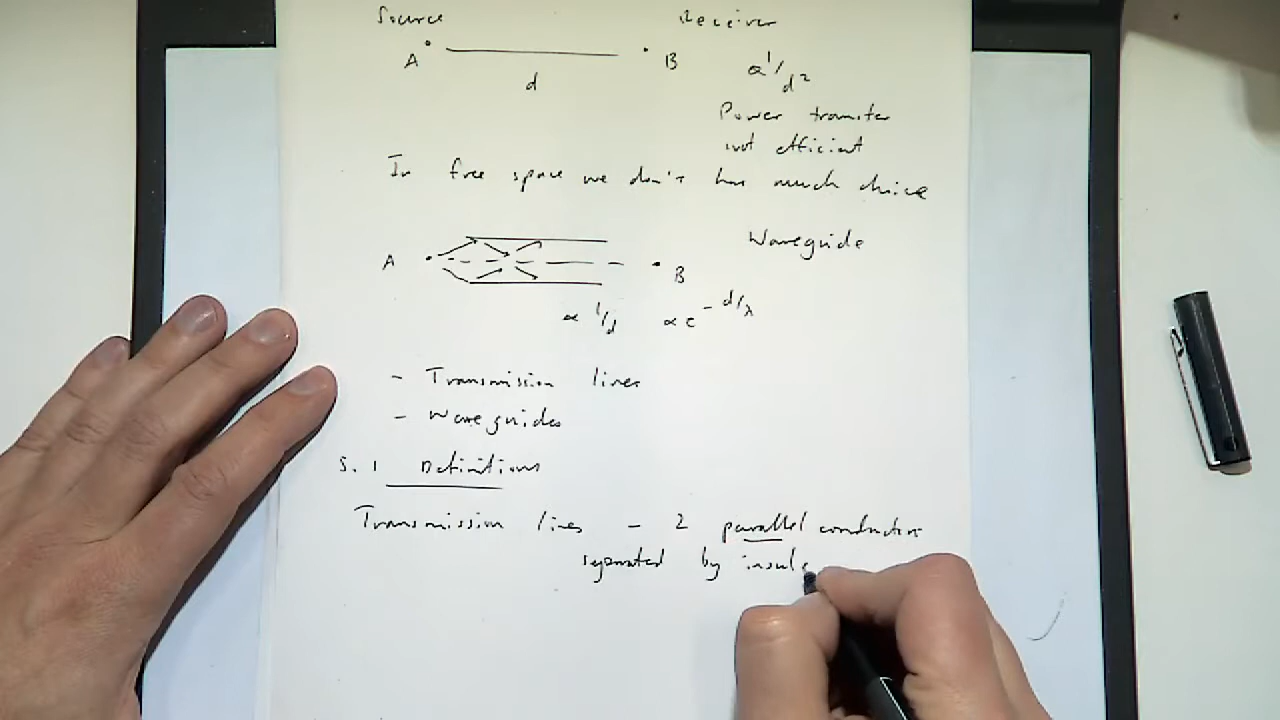 Source Receiver
A B ∝ 1/d²
d
Power transfer
not efficient
In free space we don't has much choice
Waveguide
A B
∝ 1/d ∝ e^{-d/λ}
- Transmission lines
- Waveguides
5.1 Definitions
Transmission lines - 2 parallel conductors
separated by insula